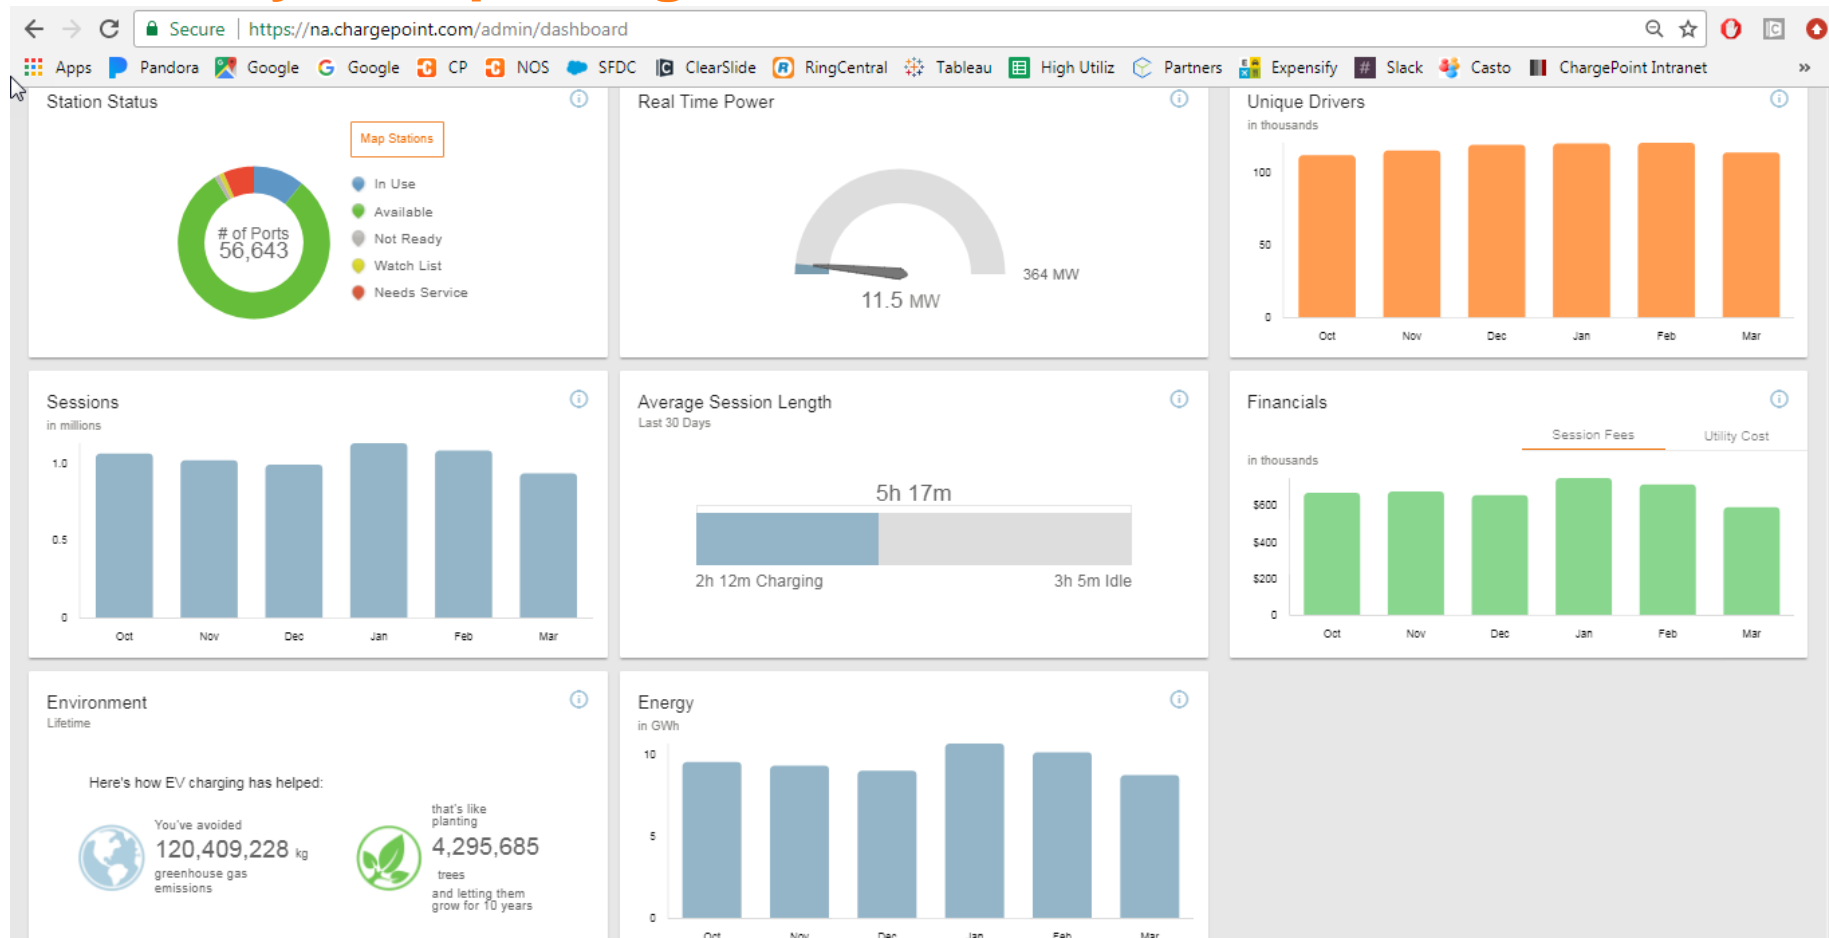 Secure | https://na.chargepoint.com/admin/dashboard
Apps Pandora Google Google CP NOS SFDC ClearSlide RingCentral Tableau High Utiliz Partners Expensify Slack Casto ChargePoint Intranet »
Station Status
Map Stations
In Use
Available
Not Ready
Watch List
Needs Service
# of Ports
56,643
Real Time Power
364 MW
11.5 MW
Unique Drivers
in thousands
100
50
0
Oct Nov Dec Jan Feb Mar
Sessions
in millions
1.0
0.5
0
Oct Nov Dec Jan Feb Mar
Average Session Length
Last 30 Days
5h 17m
2h 12m Charging 3h 5m Idle
Financials
Session Fees Utility Cost
in thousands
$600
$400
$200
0
Oct Nov Dec Jan Feb Mar
Environment
Lifetime
Here's how EV charging has helped:
You've avoided
120,409,228 kg
greenhouse gas
emissions
that's like
planting
4,295,685
trees
and letting them
grow for 10 years
Energy
in GWh
10
5
0
Oct Nov Dec Jan Feb Mar